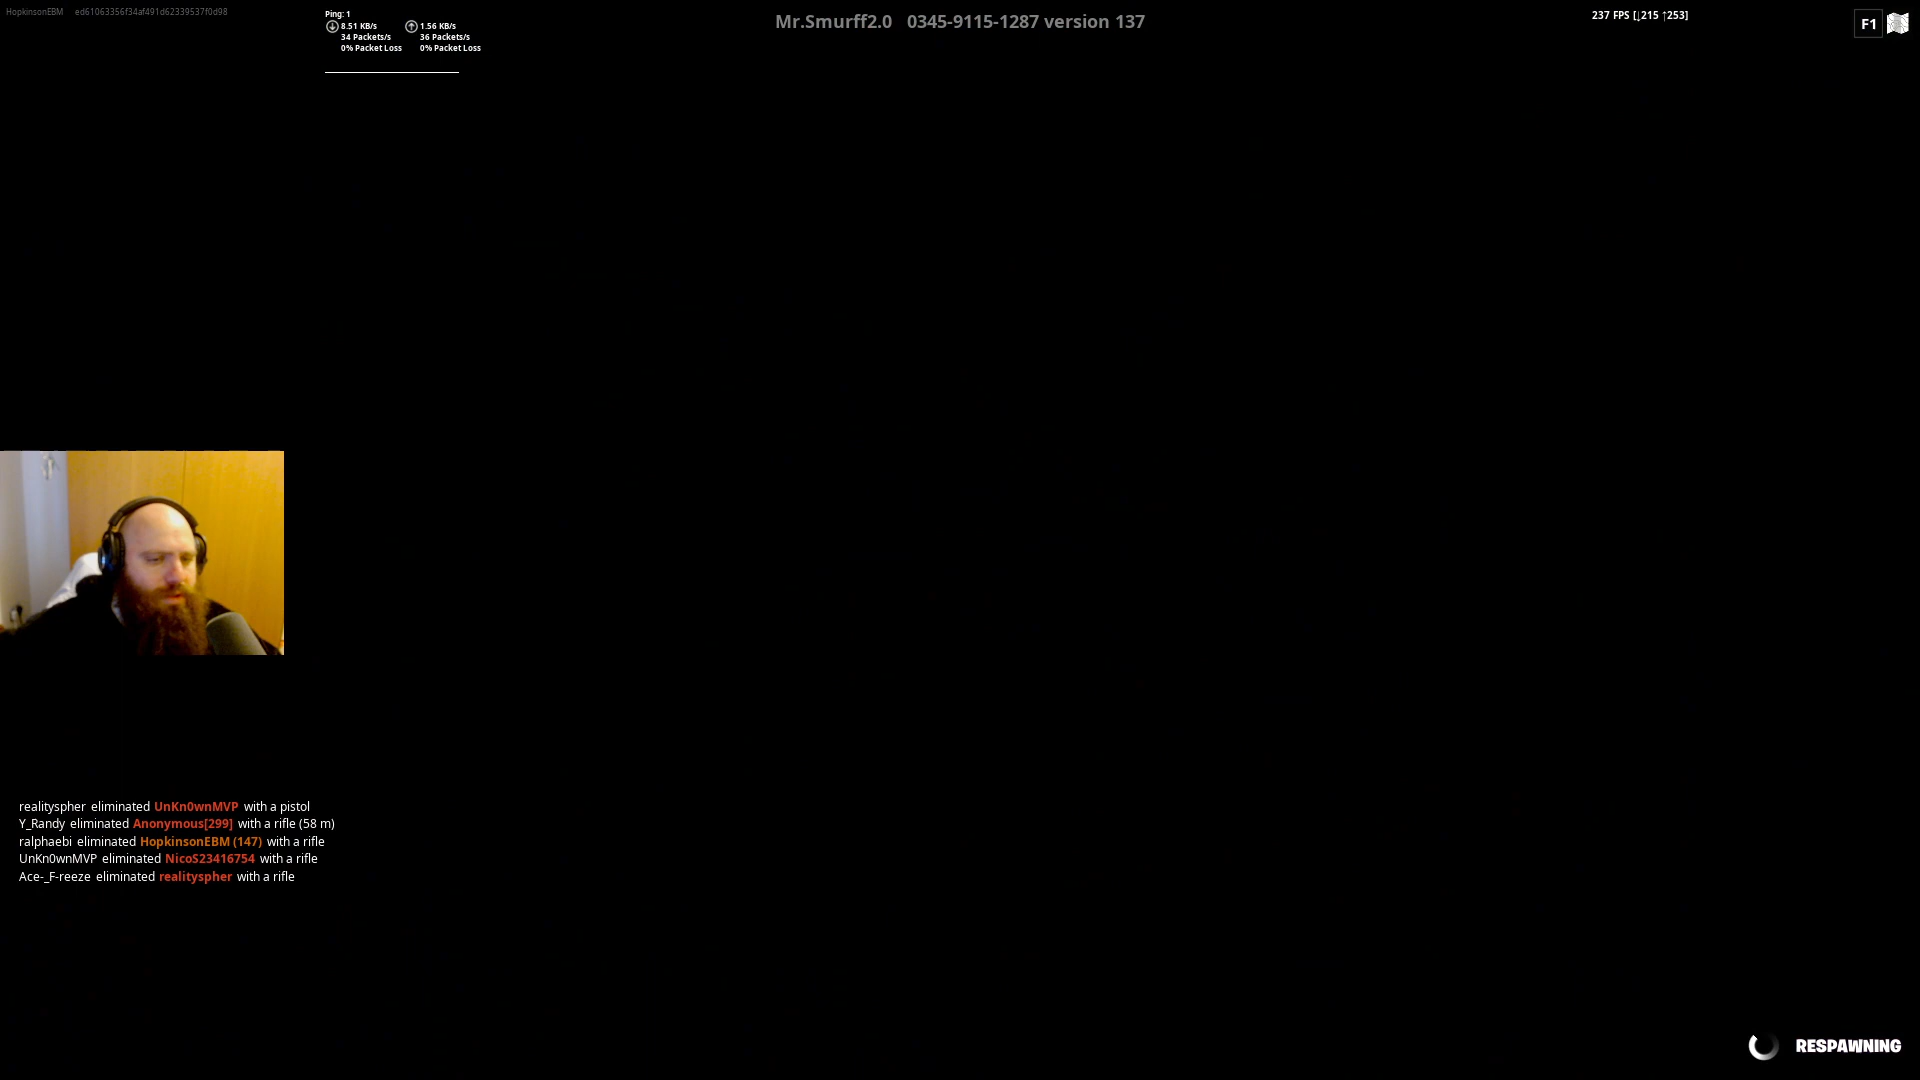 HopkinsonEBM ed61063356f34af491d62339537f0d98
Ping: 1
8.51 KB/s 1.56 KB/s
34 Packets/s 36 Packets/s
0% Packet Loss 0% Packet Loss
Mr.Smurff2.0 0345-9115-1287 version 137
237 FPS [↓215 ↑253]
F1
realityspher eliminated UnKn0wnMVP with a pistol
Y_Randy eliminated Anonymous[299] with a rifle (58 m)
ralphaebi eliminated HopkinsonEBM (147) with a rifle
UnKn0wnMVP eliminated NicoS23416754 with a rifle
Ace-_F-reeze eliminated realityspher with a rifle
RESPAWNING